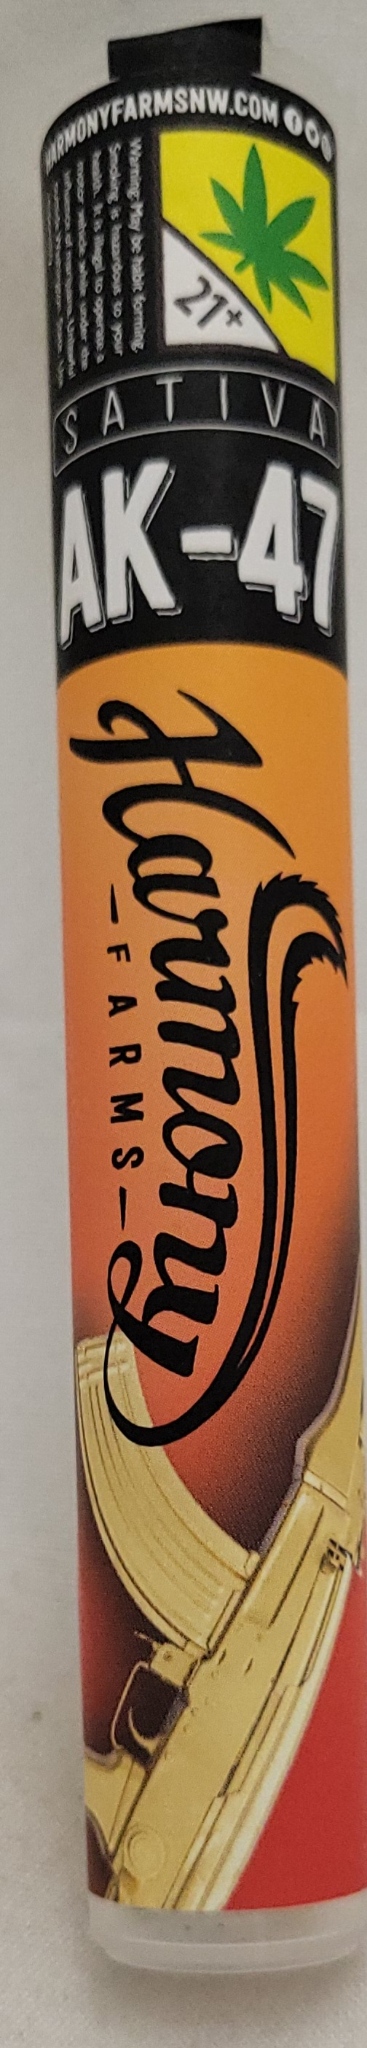 HARMONYFARMSNW.COM
Warning: May be habit forming.
Smoking is hazardous to your
21+
SATIVA
AK-47
Harmony
-FARMS-